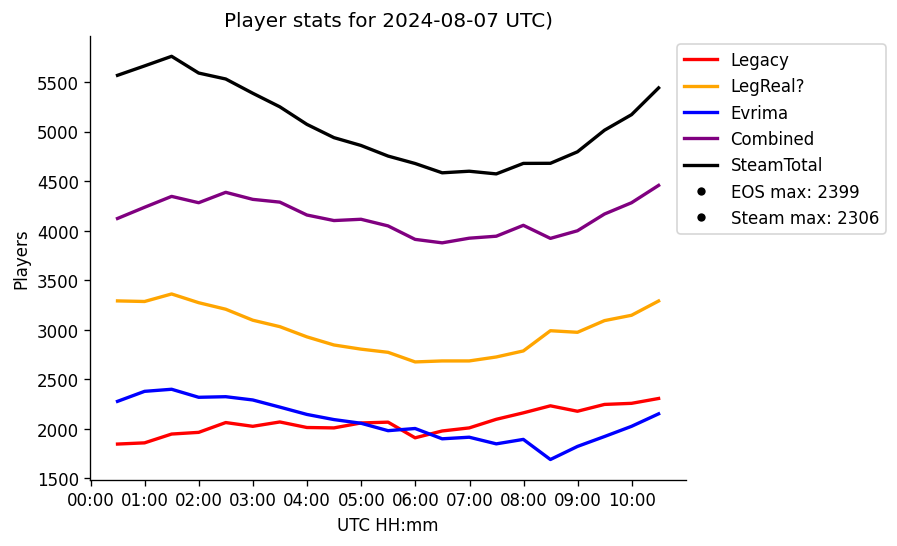 Player stats for 2024-08-07 UTC)
Legacy
LegReal?
Evrima
Combined
SteamTotal
EOS max: 2399
Steam max: 2306
Players
5500
5000
4500
4000
3500
3000
2500
2000
1500
00:00 01:00 02:00 03:00 04:00 05:00 06:00 07:00 08:00 09:00 10:00
UTC HH:mm